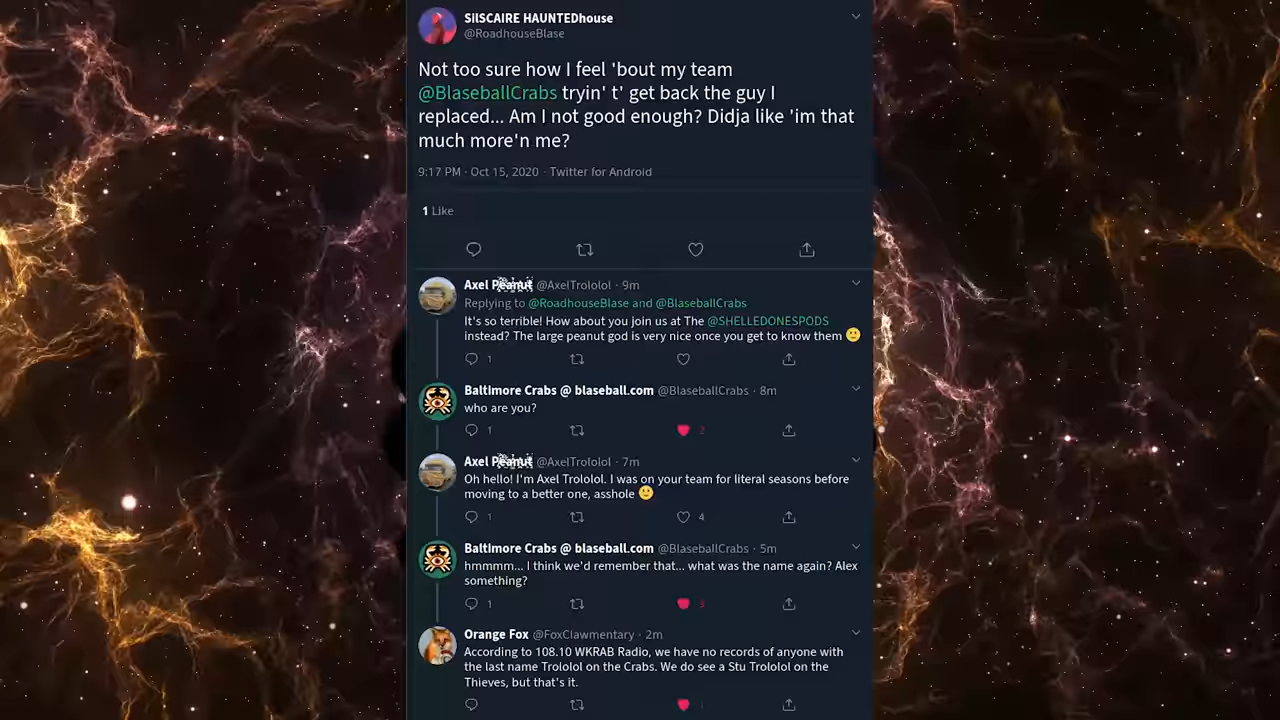 SiISCAIRE HAUNTEDhouse
@RoadhouseBlase
Not too sure how I feel 'bout my team
@BlaseballCrabs tryin' t' get back the guy I
replaced... Am I not good enough? Didja like 'im that
much more'n me?
9:17 PM · Oct 15, 2020 · Twitter for Android
1 Like
Axel Peanut @AxelTrololol · 9m
Replying to @RoadhouseBlase and @BlaseballCrabs
It's so terrible! How about you join us at The @SHELLEDONESPODS
instead? The large peanut god is very nice once you get to know them 🙂
1
Baltimore Crabs @ blaseball.com @BlaseballCrabs · 8m
who are you?
1 2
Axel Peanut @AxelTrololol · 7m
Oh hello! I'm Axel Trololol. I was on your team for literal seasons before
moving to a better one, asshole 🙂
1 4
Baltimore Crabs @ blaseball.com @BlaseballCrabs · 5m
hmmmm... I think we'd remember that... what was the name again? Alex
something?
1 3
Orange Fox @FoxClawmentary · 2m
According to 108.10 WKRAB Radio, we have no records of anyone with
the last name Trololol on the Crabs. We do see a Stu Trololol on the
Thieves, but that's it.
1